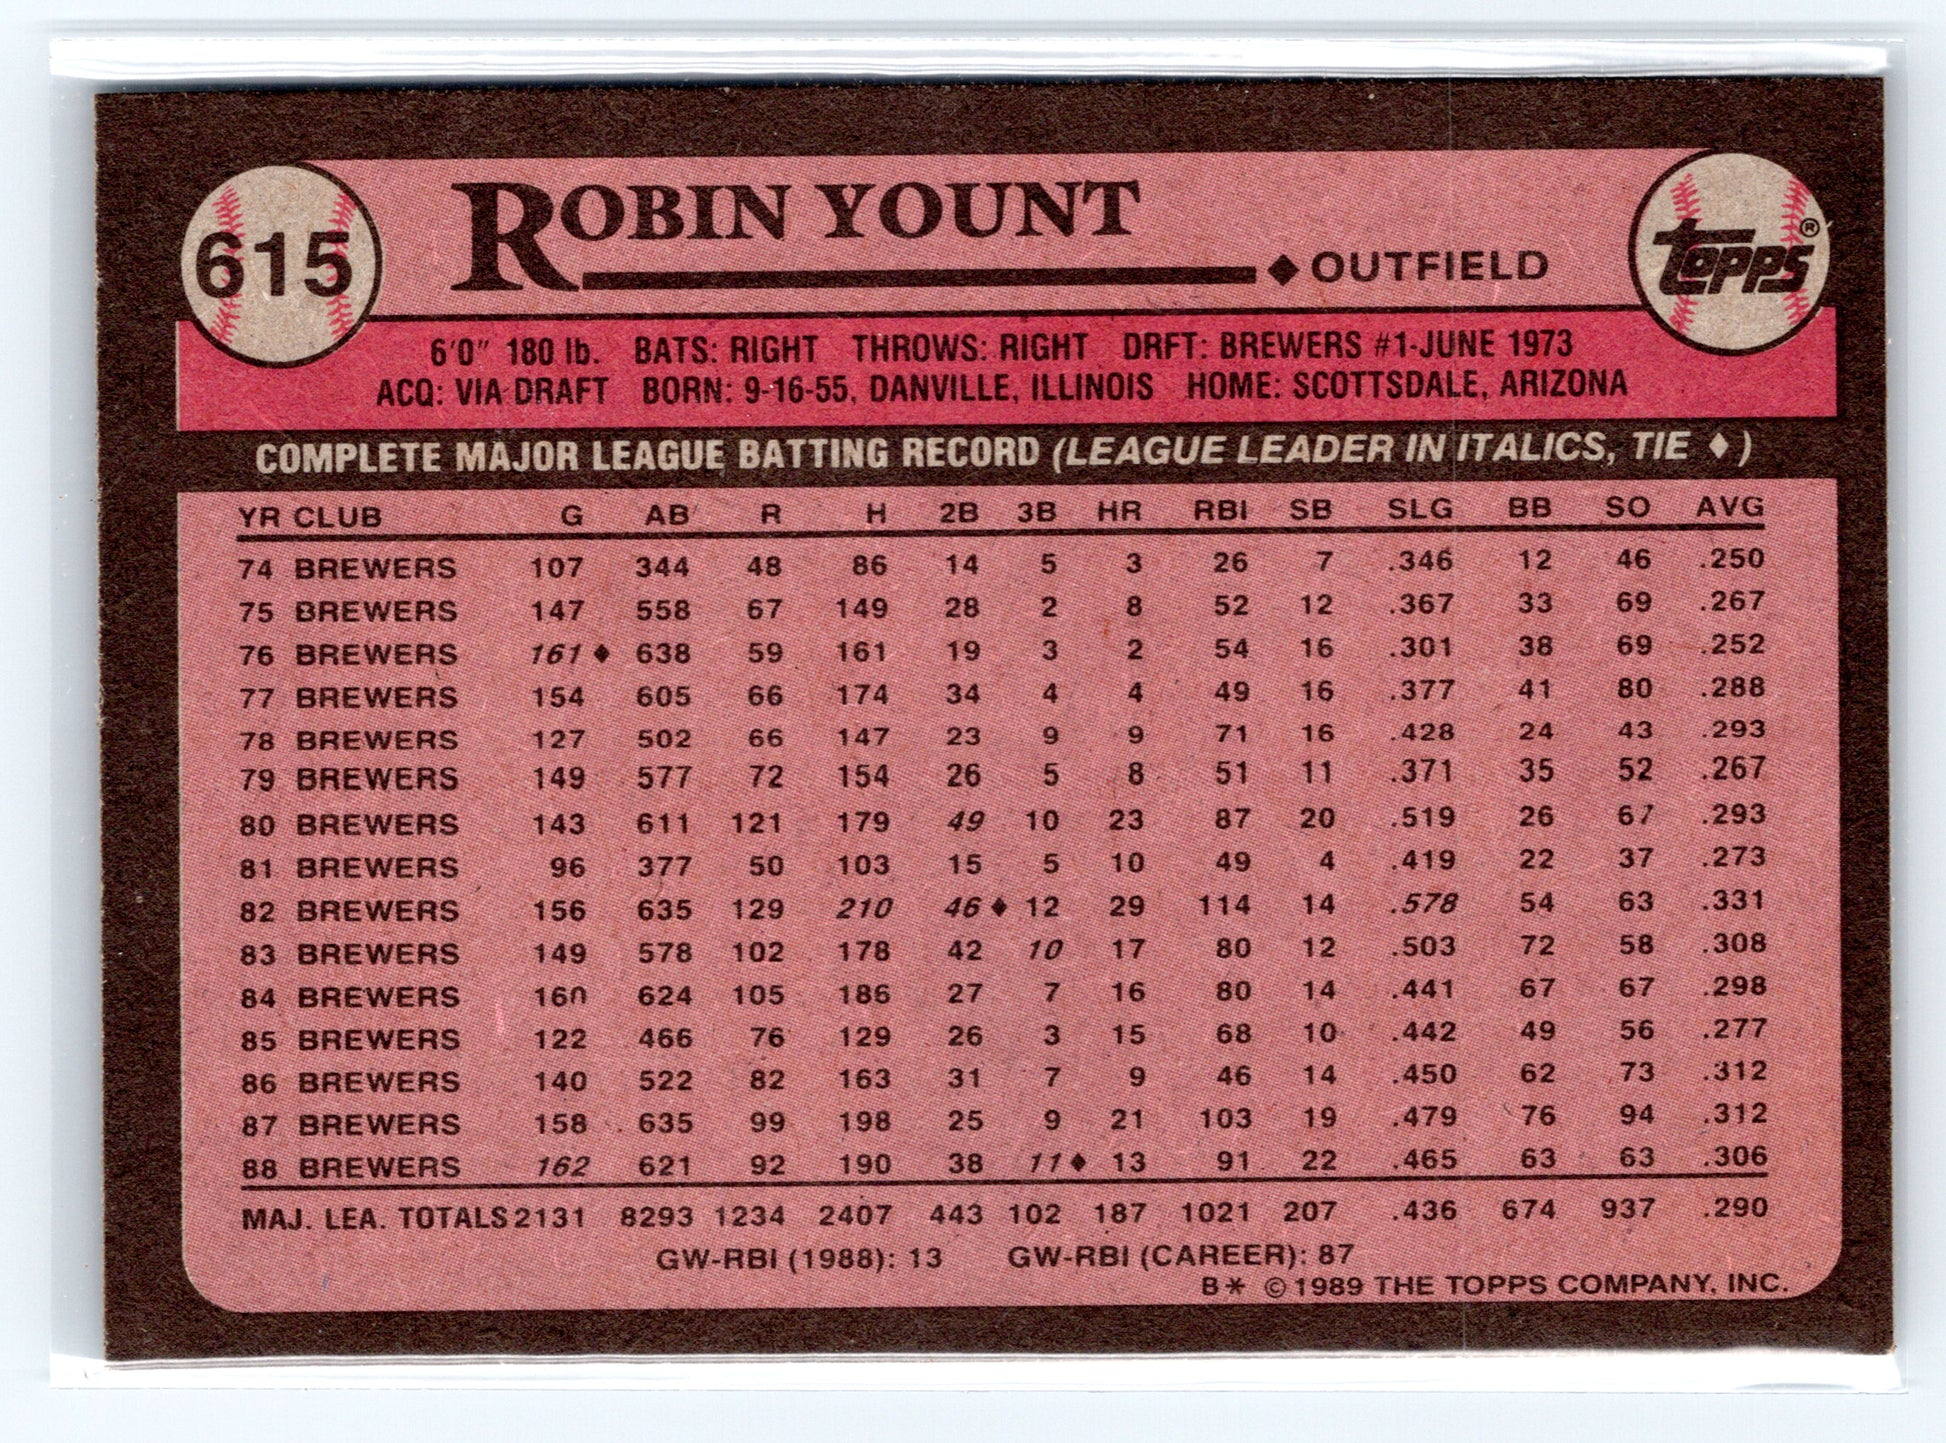 615
ROBIN YOUNT
◆ OUTFIELD
topps®
6'0" 180 lb. BATS: RIGHT THROWS: RIGHT DRFT: BREWERS #1-JUNE 1973
ACQ: VIA DRAFT BORN: 9-16-55, DANVILLE, ILLINOIS HOME: SCOTTSDALE, ARIZONA
COMPLETE MAJOR LEAGUE BATTING RECORD (LEAGUE LEADER IN ITALICS, TIE ♦)
YR CLUB G AB R H 2B 3B HR RBI SB SLG BB SO AVG
74 BREWERS 107 344 48 86 14 5 3 26 7 .346 12 46 .250
75 BREWERS 147 558 67 149 28 2 8 52 12 .367 33 69 .267
76 BREWERS 161♦ 638 59 161 19 3 2 54 16 .301 38 69 .252
77 BREWERS 154 605 66 174 34 4 4 49 16 .377 41 80 .288
78 BREWERS 127 502 66 147 23 9 9 71 16 .428 24 43 .293
79 BREWERS 149 577 72 154 26 5 8 51 11 .371 35 52 .267
80 BREWERS 143 611 121 179 49 10 23 87 20 .519 26 67 .293
81 BREWERS 96 377 50 103 15 5 10 49 4 .419 22 37 .273
82 BREWERS 156 635 129 210 46♦ 12 29 114 14 .578 54 63 .331
83 BREWERS 149 578 102 178 42 10 17 80 12 .503 72 58 .308
84 BREWERS 160 624 105 186 27 7 16 80 14 .441 67 67 .298
85 BREWERS 122 466 76 129 26 3 15 68 10 .442 49 56 .277
86 BREWERS 140 522 82 163 31 7 9 46 14 .450 62 73 .312
87 BREWERS 158 635 99 198 25 9 21 103 19 .479 76 94 .312
88 BREWERS 162 621 92 190 38 11♦ 13 91 22 .465 63 63 .306
MAJ. LEA. TOTALS 2131 8293 1234 2407 443 102 187 1021 207 .436 674 937 .290
GW-RBI (1988): 13 GW-RBI (CAREER): 87
B* © 1989 THE TOPPS COMPANY, INC.